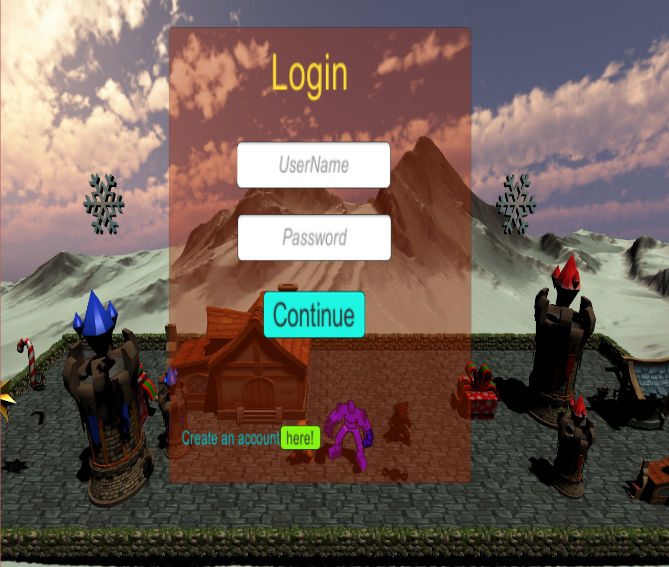 Login
UserName
Password
Continue
Create an account here!